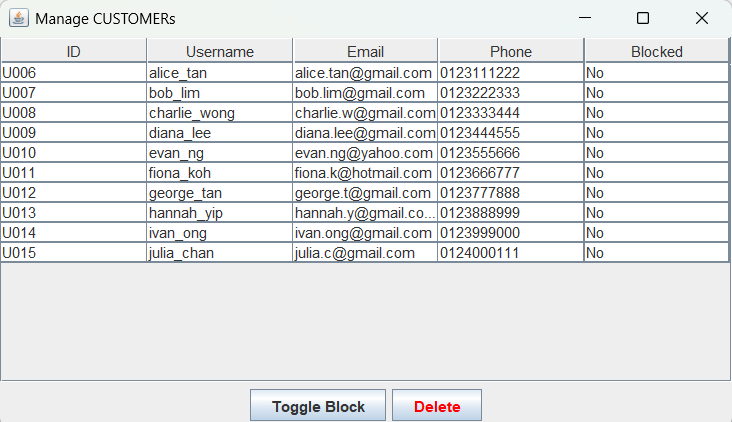 Manage CUSTOMERs
ID Username Email Phone Blocked
U006 alice_tan alice.tan@gmail.com 0123111222 No
U007 bob_lim bob.lim@gmail.com 0123222333 No
U008 charlie_wong charlie.w@gmail.com 0123333444 No
U009 diana_lee diana.lee@gmail.com 0123444555 No
U010 evan_ng evan.ng@yahoo.com 0123555666 No
U011 fiona_koh fiona.k@hotmail.com 0123666777 No
U012 george_tan george.t@gmail.com 0123777888 No
U013 hannah_yip hannah.y@gmail.co... 0123888999 No
U014 ivan_ong ivan.ong@gmail.com 0123999000 No
U015 julia_chan julia.c@gmail.com 0124000111 No
Toggle Block Delete